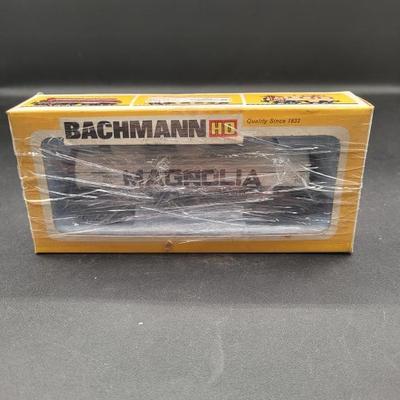 BACHMANN HO Quality Since 1833
MAGNOLIA